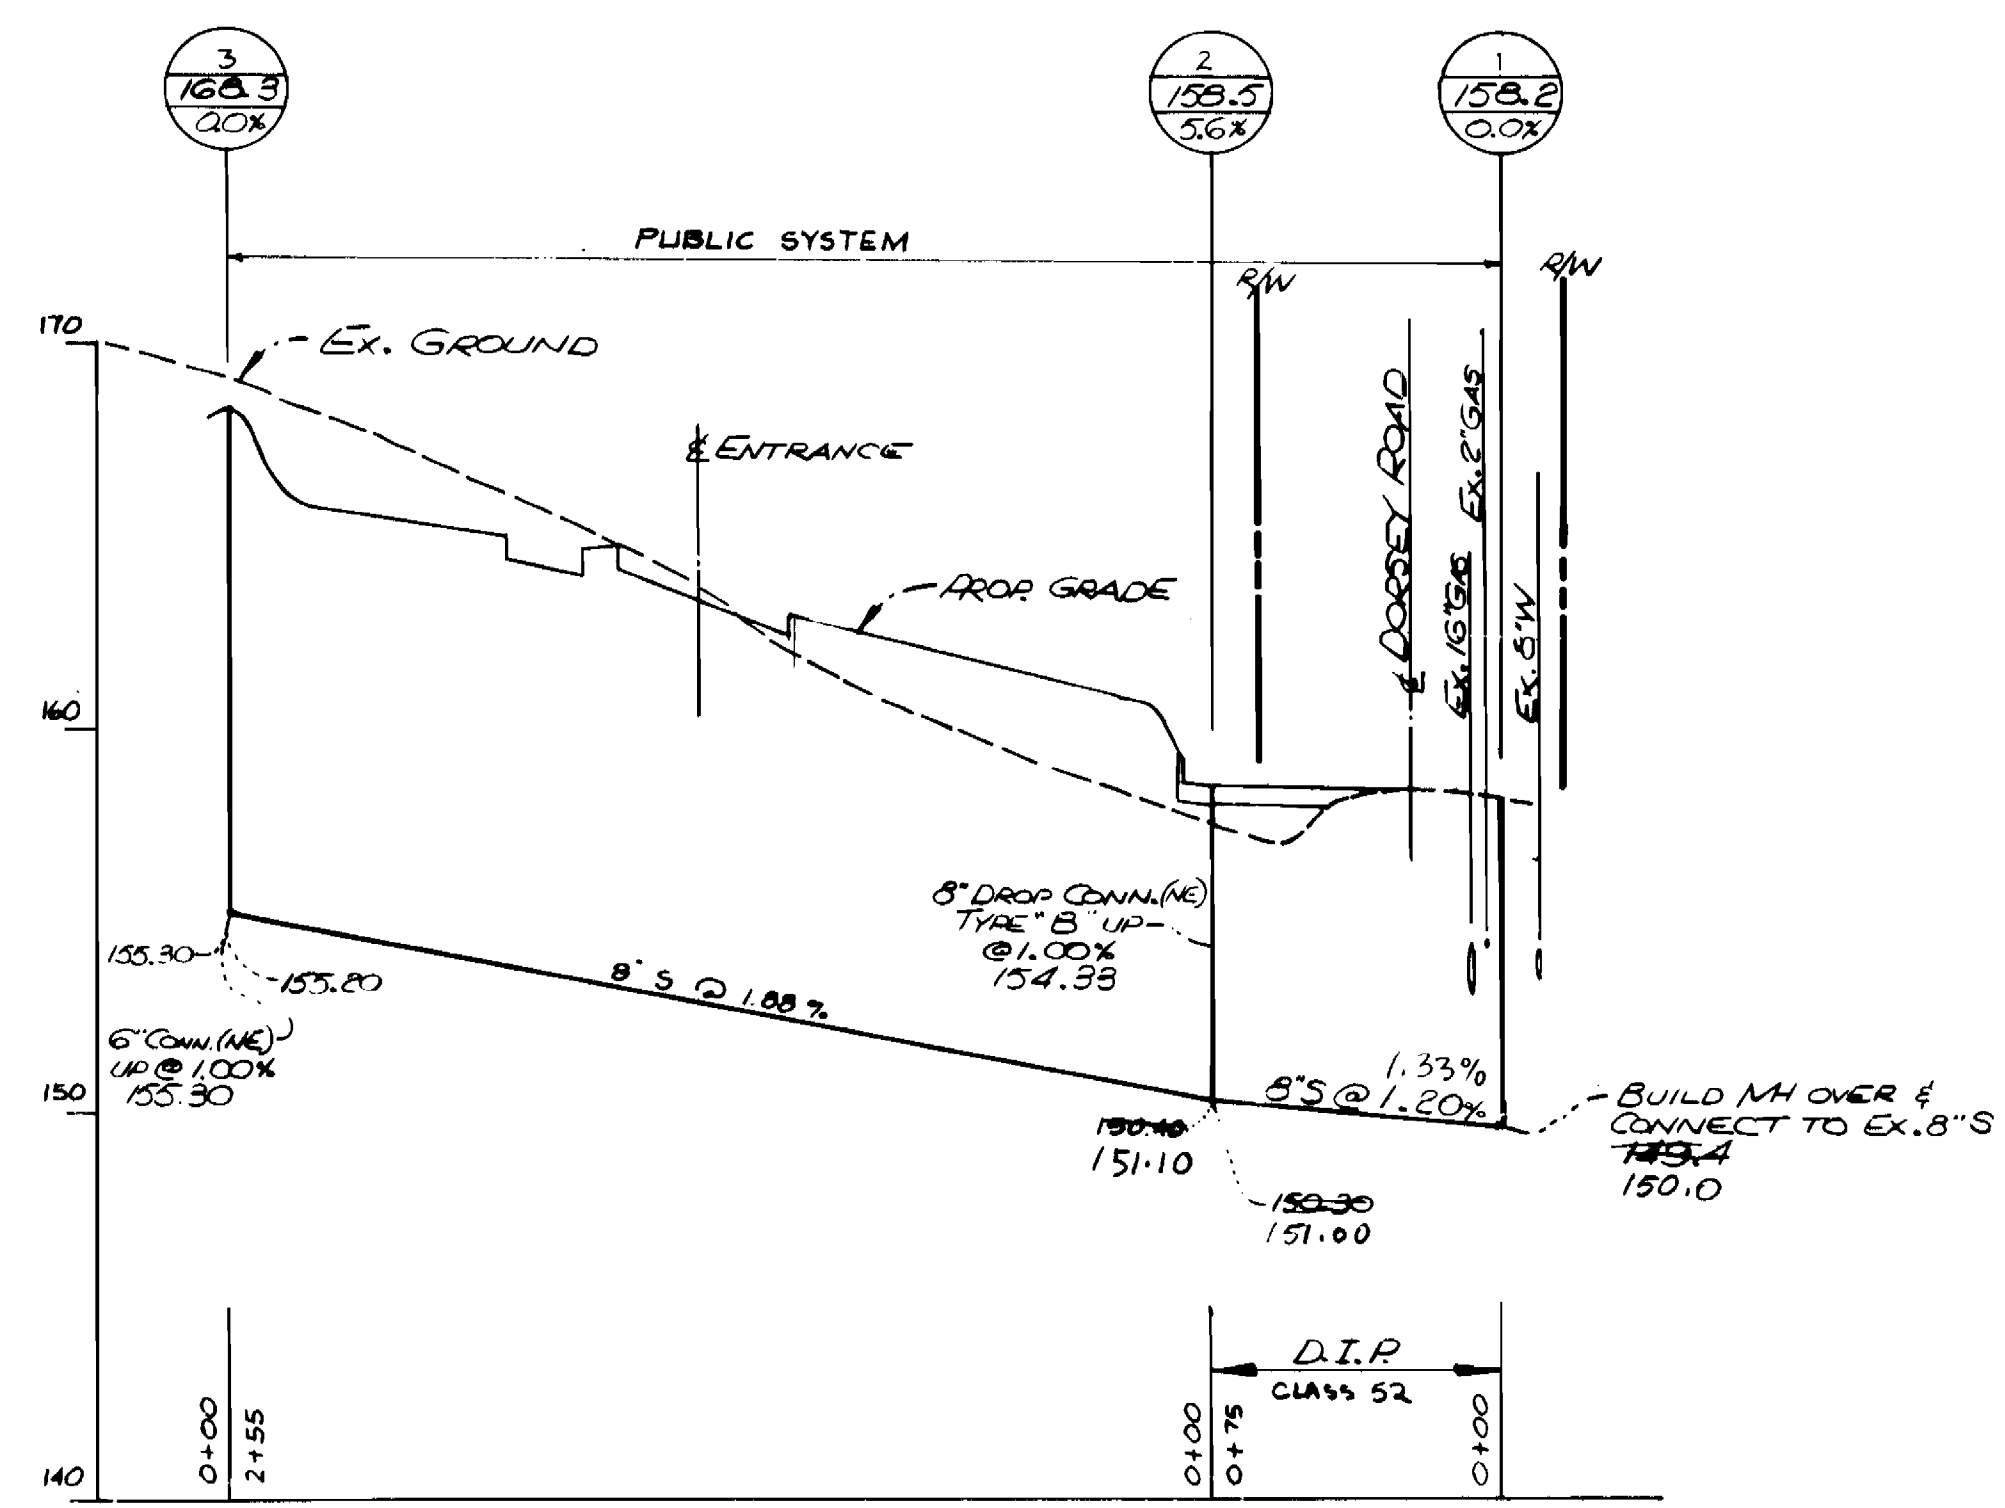 3
168.3
0.0%
2
158.5
5.6%
1
158.2
0.0%
PUBLIC SYSTEM
R/W
R/W
170
EX. GROUND
℄ ENTRANCE
PROP. GRADE
℄ DORSEY ROAD
EX. 16" GAS
EX. 2" GAS
EX. 8" W
160
8" DROP CONN. (NE)
TYPE "B" UP
@ 1.00%
154.33
155.30
155.20
8" S @ 1.88%
6" CONN. (NE)
UP @ 1.00%
155.30
150
1.33%
8" S @ 1.20%
BUILD MH OVER &
CONNECT TO EX. 8" S
149.4
150.0
150.40
151.10
150.30
151.00
D.I.P.
CLASS 52
0+00
2+55
0+00
0+75
0+00
140